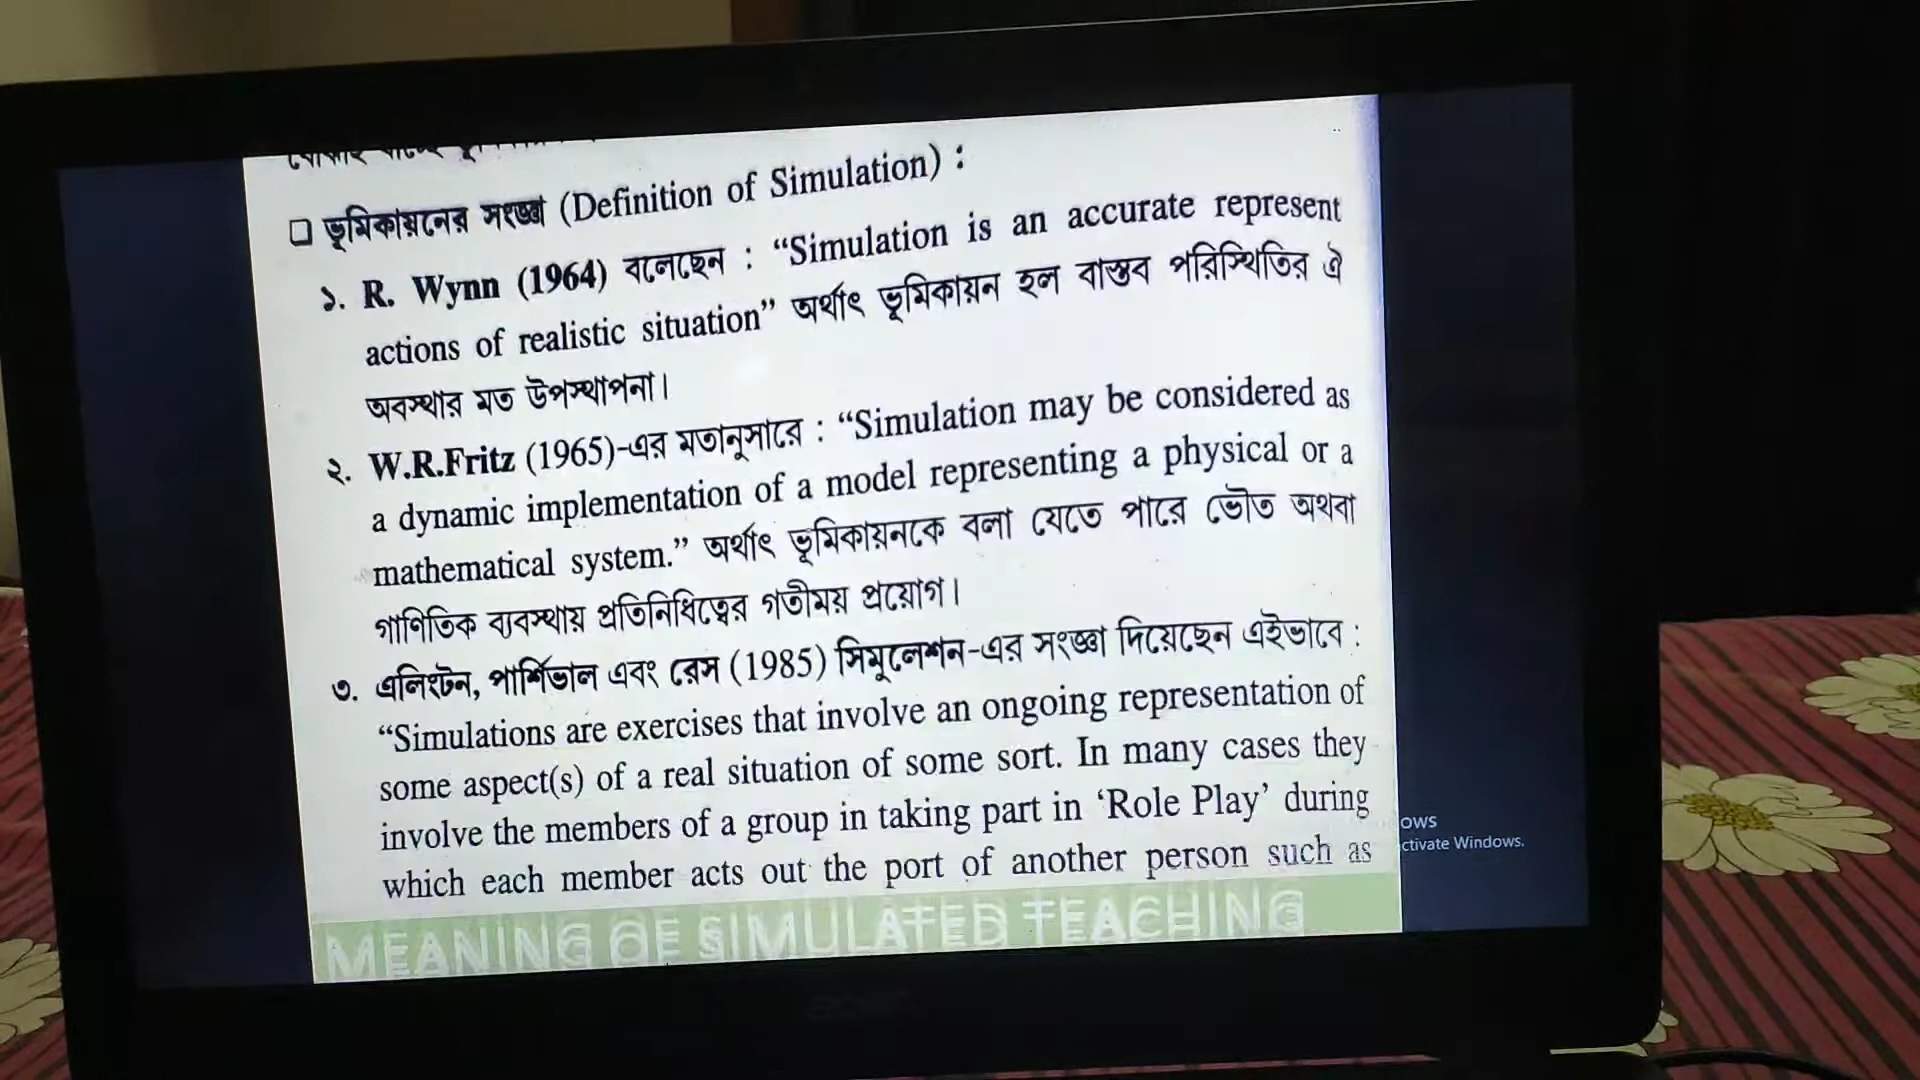 □ ভূমিকায়নের সংজ্ঞা (Definition of Simulation) :
১. R. Wynn (1964) বলেছেন : “Simulation is an accurate represent
actions of realistic situation” অর্থাৎ ভূমিকায়ন হল বাস্তব পরিস্থিতির ঐ
অবস্থার মত উপস্থাপনা।
২. W.R.Fritz (1965)-এর মতানুসারে : “Simulation may be considered as
a dynamic implementation of a model representing a physical or a
mathematical system.” অর্থাৎ ভূমিকায়নকে বলা যেতে পারে ভৌত অথবা
গাণিতিক ব্যবস্থায় প্রতিনিধিত্বের গতীময় প্রয়োগ।
৩. এলিংটন, পার্শিভাল এবং রেস (1985) সিমুলেশন-এর সংজ্ঞা দিয়েছেন এইভাবে :
“Simulations are exercises that involve an ongoing representation of
some aspect(s) of a real situation of some sort. In many cases they
involve the members of a group in taking part in ‘Role Play’ during
which each member acts out the port of another person such as
MEANING OF SIMULATED TEACHING
ows
ctivate Windows.